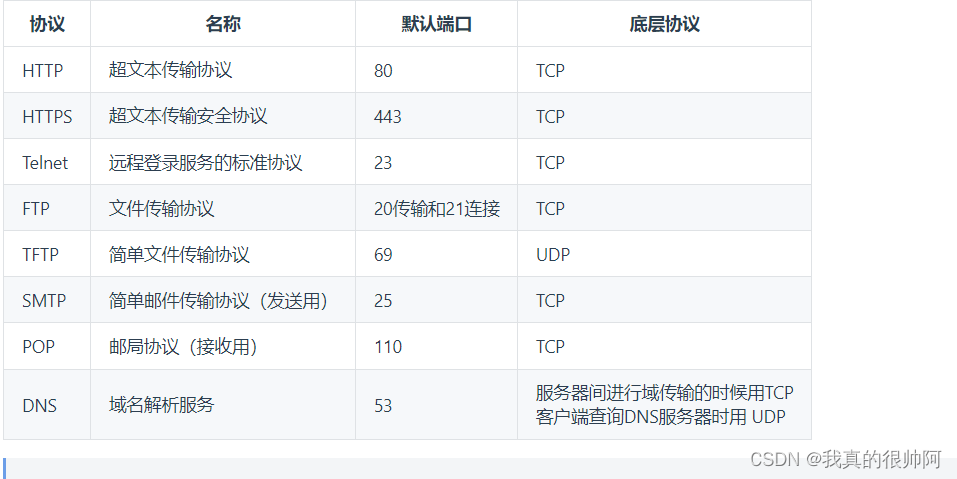 协议 名称 默认端口 底层协议
HTTP 超文本传输协议 80 TCP
HTTPS 超文本传输安全协议 443 TCP
Telnet 远程登录服务的标准协议 23 TCP
FTP 文件传输协议 20传输和21连接 TCP
TFTP 简单文件传输协议 69 UDP
SMTP 简单邮件传输协议（发送用） 25 TCP
POP 邮局协议（接收用） 110 TCP
DNS 域名解析服务 53 服务器间进行域传输的时候用TCP
客户端查询DNS服务器时用 UDP
CSDN @我真的很帅阿